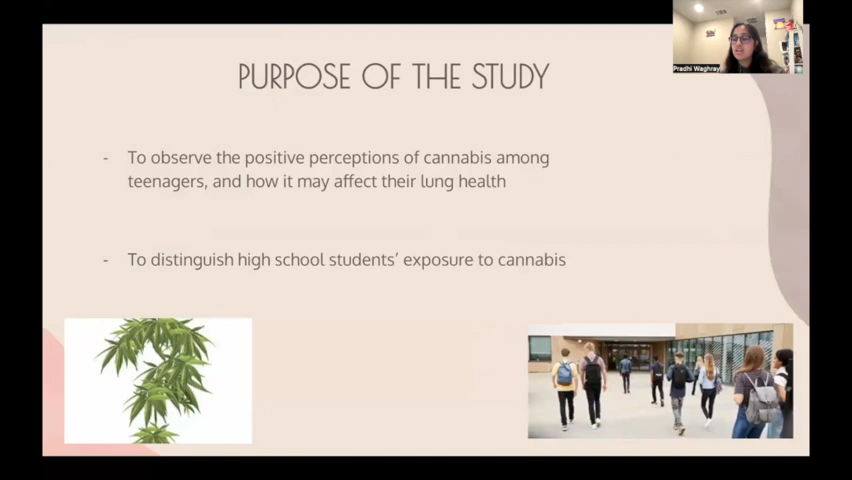 Pradhi Waghray
PURPOSE OF THE STUDY
- To observe the positive perceptions of cannabis among
teenagers, and how it may affect their lung health
- To distinguish high school students’ exposure to cannabis